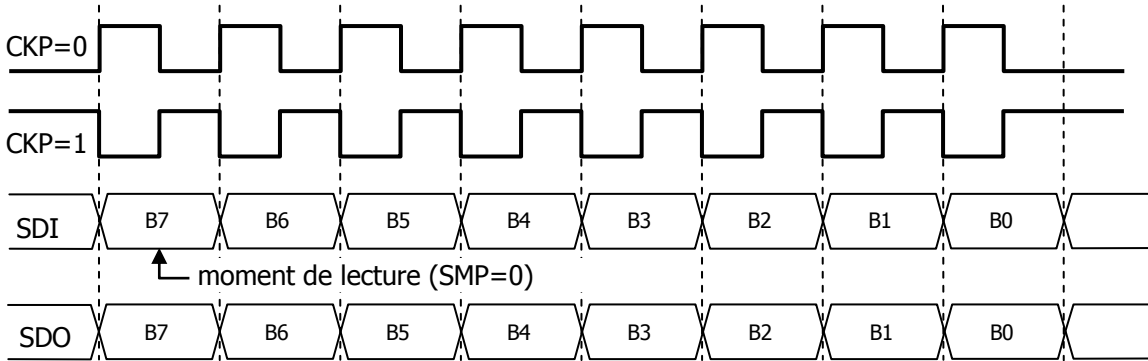 CKP=0
CKP=1
SDI B7 B6 B5 B4 B3 B2 B1 B0
moment de lecture (SMP=0)
SDO B7 B6 B5 B4 B3 B2 B1 B0